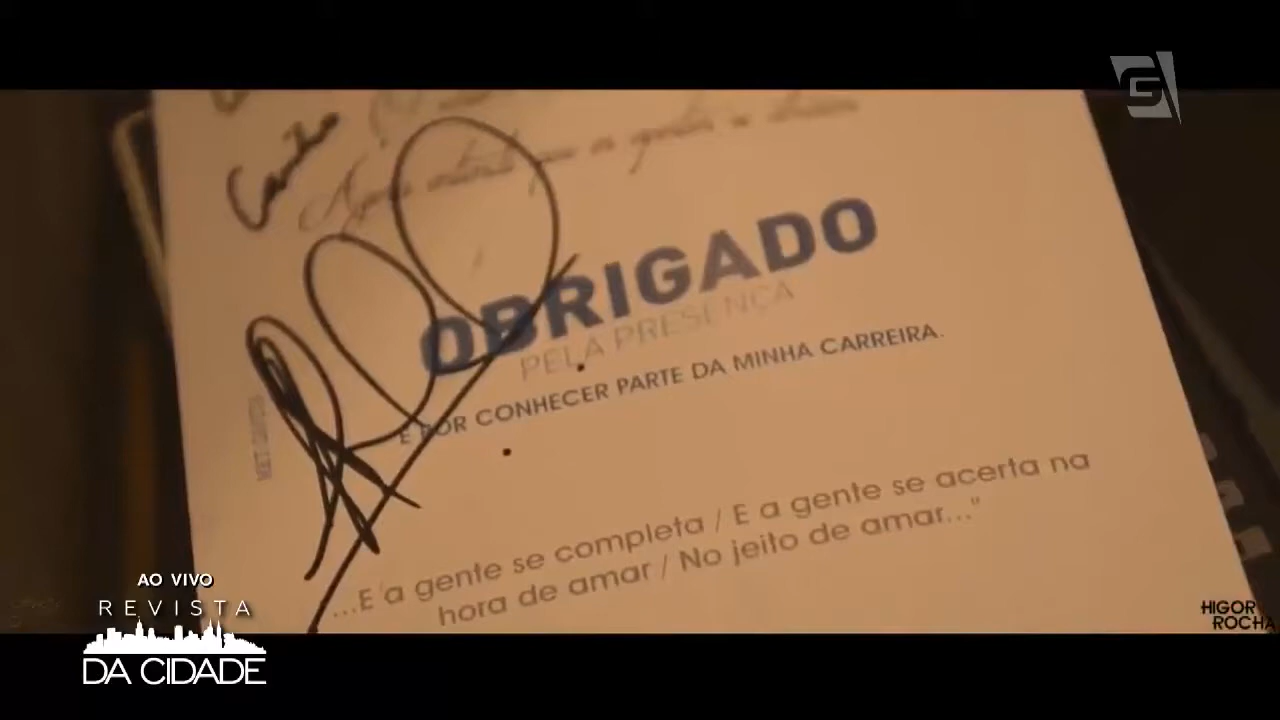 OBRIGADO
PELA PRESENÇA
E POR CONHECER PARTE DA MINHA CARREIRA.
...E a gente se completa / E a gente se acerta na
hora de amar / No jeito de amar..."
AO VIVO
REVISTA
DA CIDADE
HIGOR
ROCHA